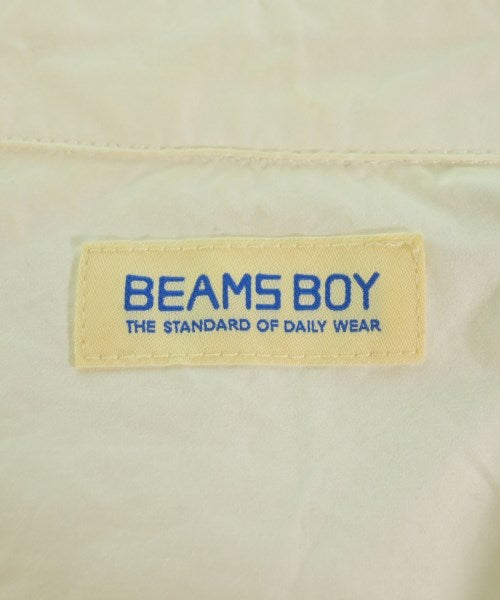 BEAMS BOY
THE STANDARD OF DAILY WEAR